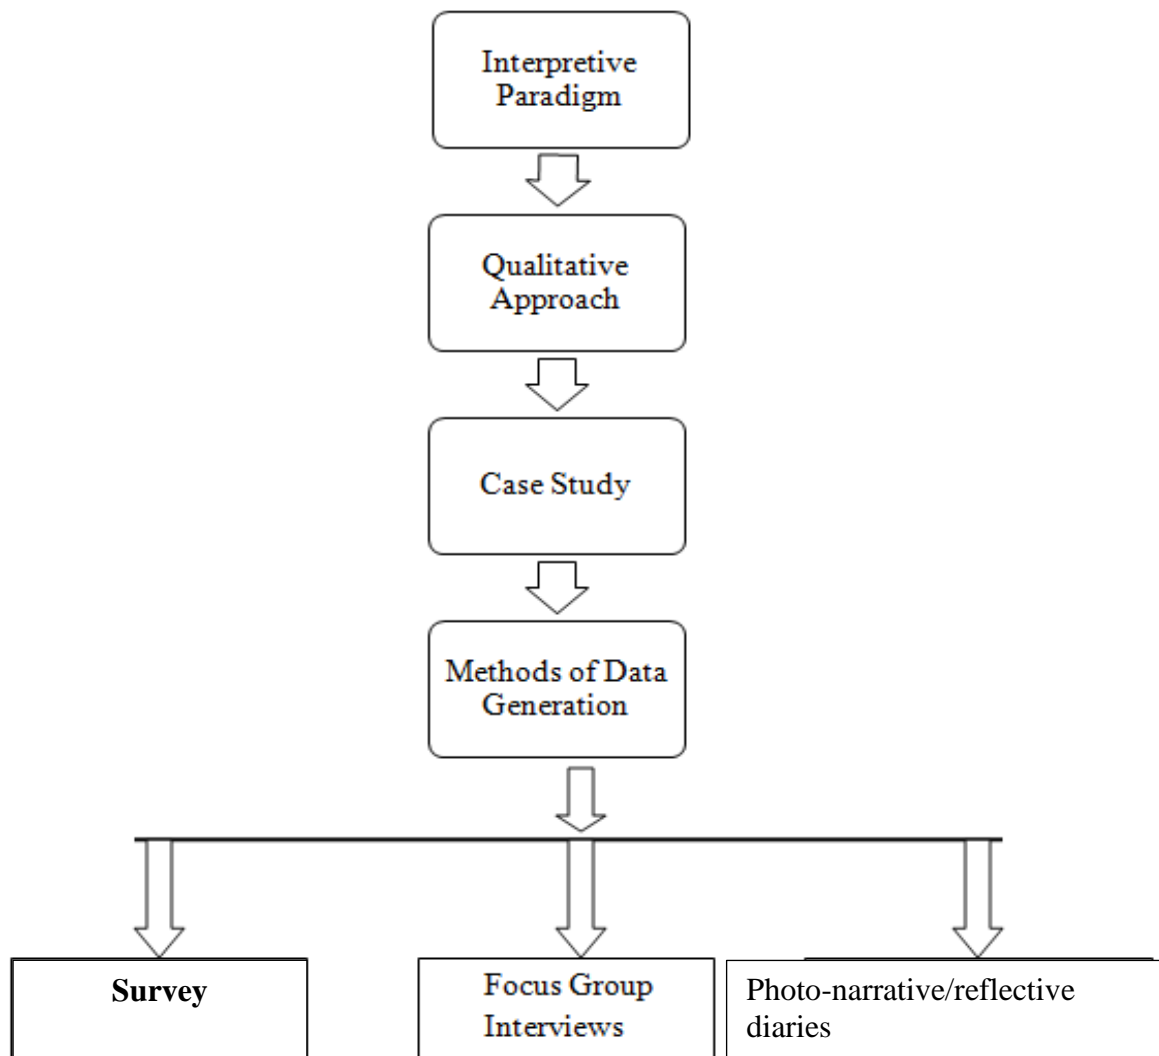 Interpretive
Paradigm
Qualitative
Approach
Case Study
Methods of Data
Generation
Survey
Focus Group
Interviews
Photo-narrative/reflective
diaries